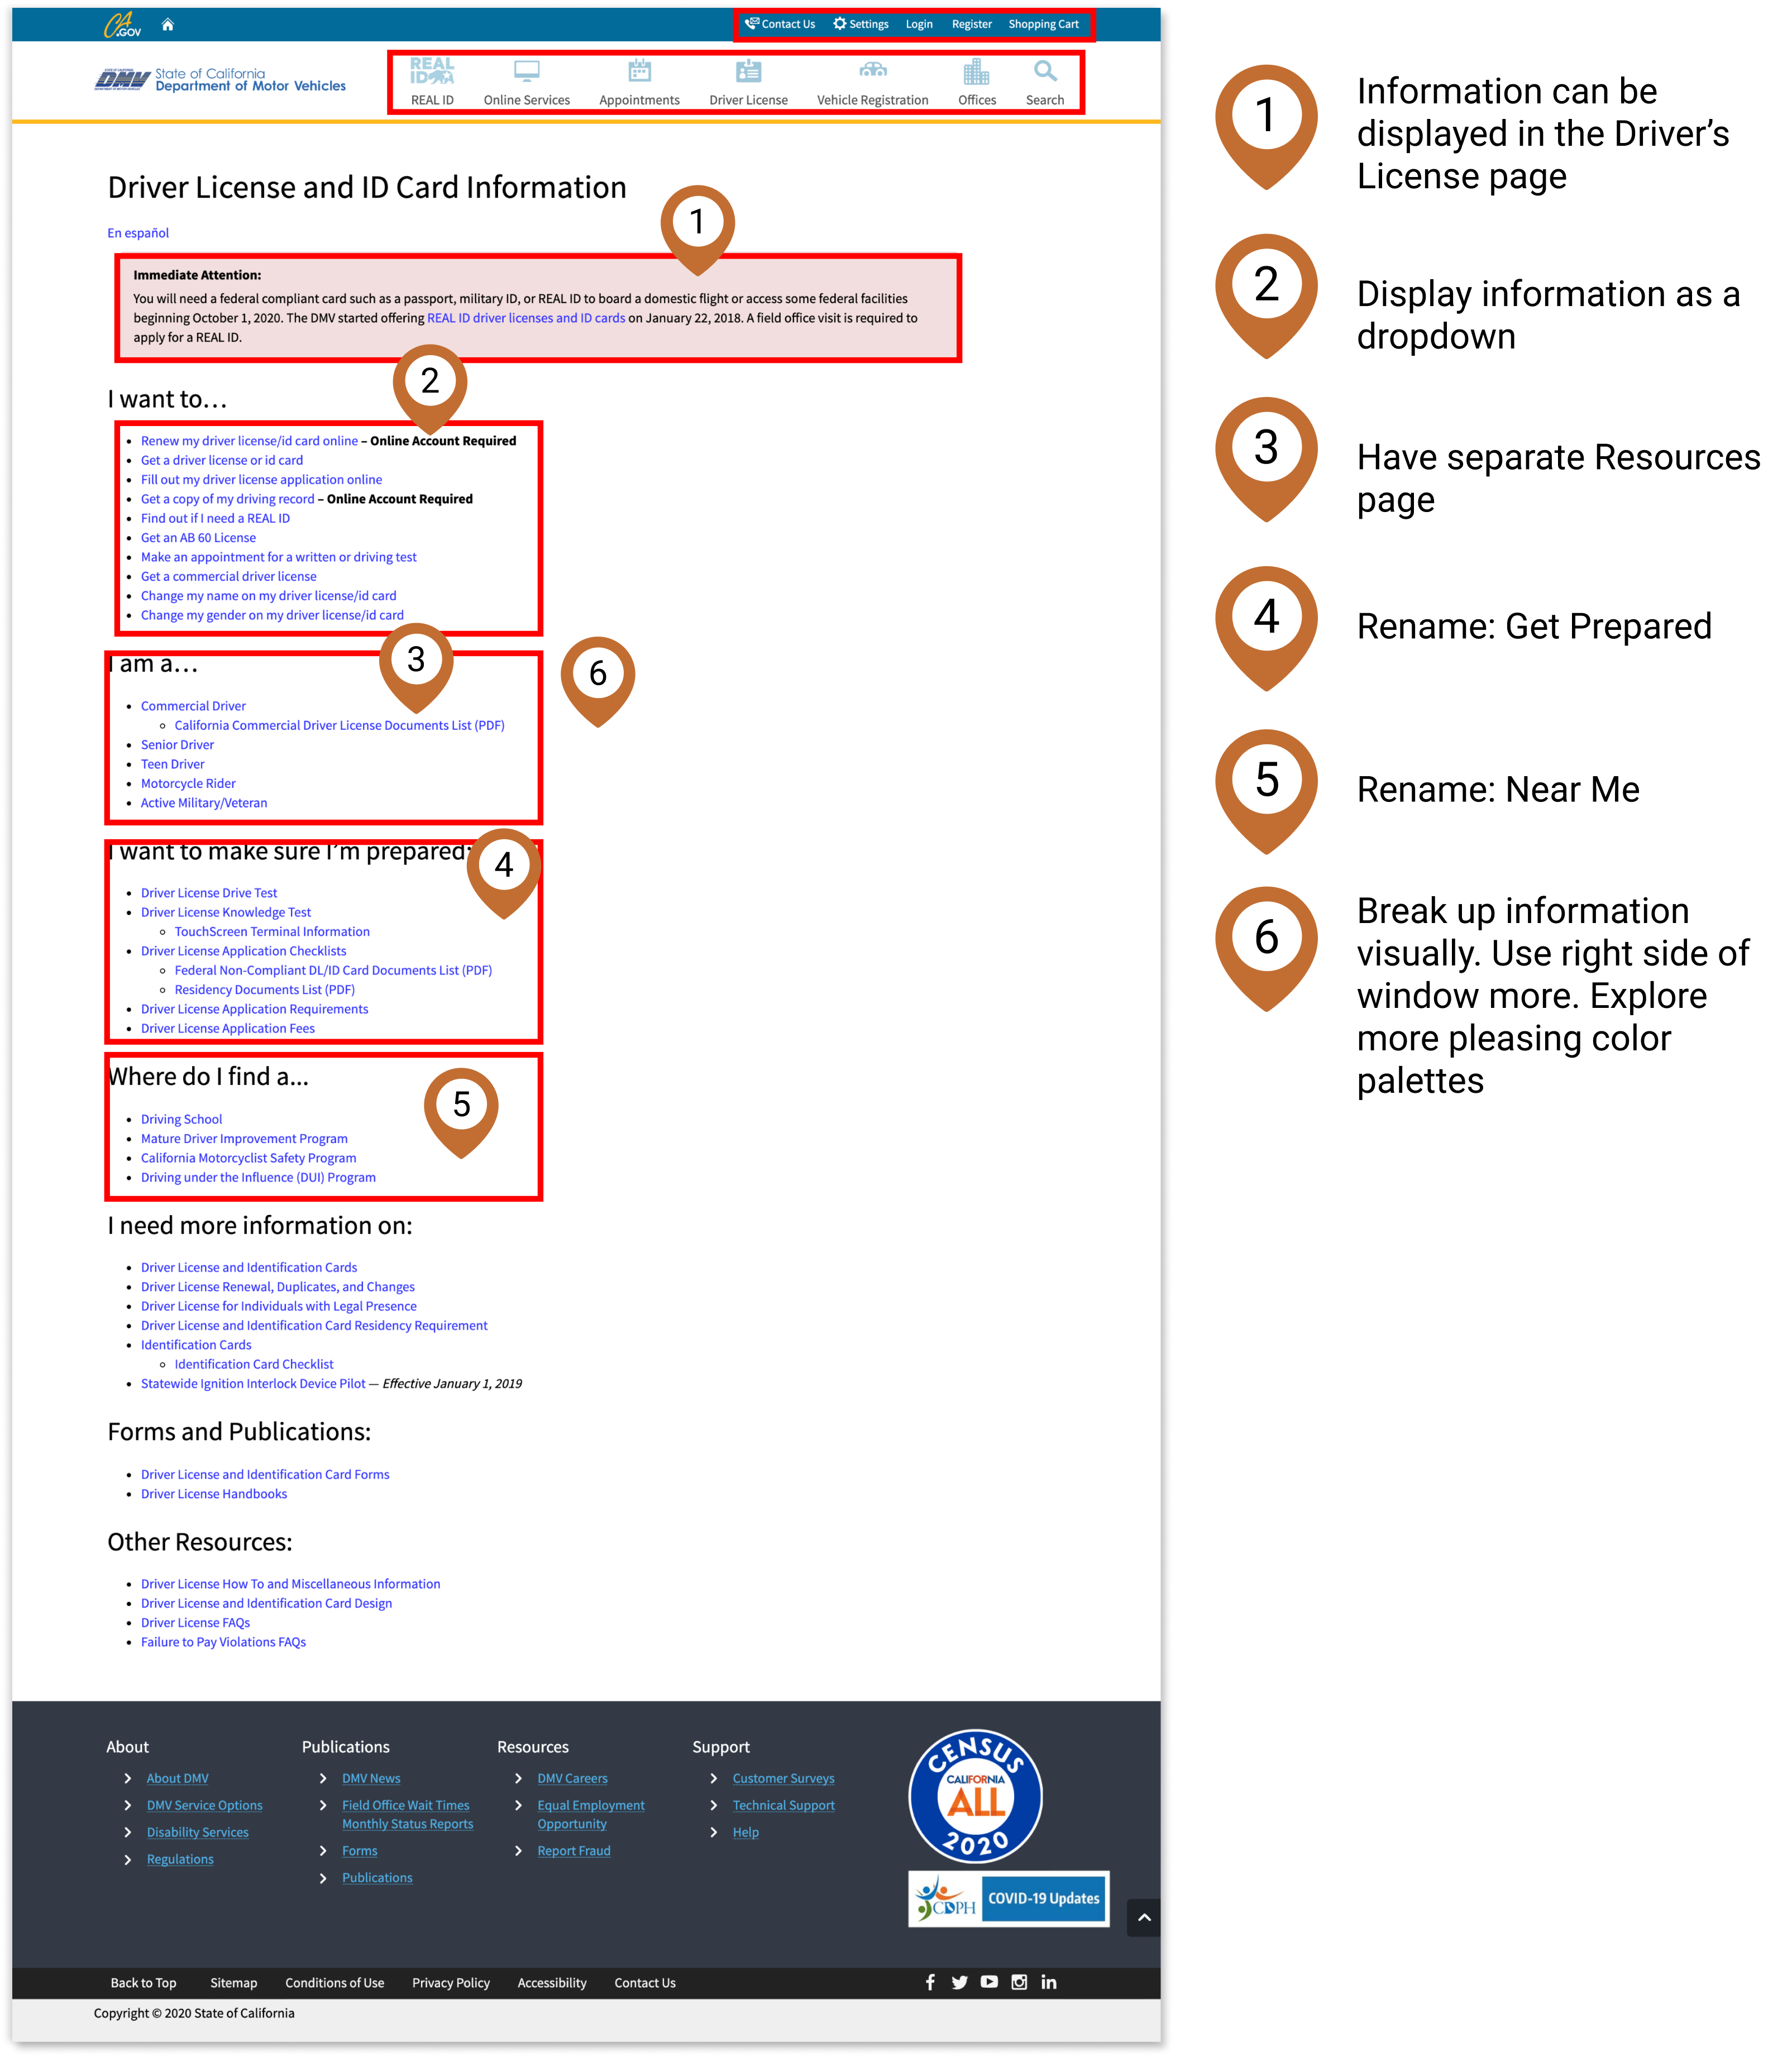 CA.GOV
Contact Us Settings Login Register Shopping Cart
STATE OF CALIFORNIA
DMV
DEPARTMENT OF MOTOR VEHICLES
State of California
Department of Motor Vehicles
REAL
ID
REAL ID Online Services Appointments Driver License Vehicle Registration Offices Search
Driver License and ID Card Information
En español
1
Immediate Attention:
You will need a federal compliant card such as a passport, military ID, or REAL ID to board a domestic flight or access some federal facilities
beginning October 1, 2020. The DMV started offering REAL ID driver licenses and ID cards on January 22, 2018. A field office visit is required to
apply for a REAL ID.
2
I want to…
Renew my driver license/id card online – Online Account Required
Get a driver license or id card
Fill out my driver license application online
Get a copy of my driving record – Online Account Required
Find out if I need a REAL ID
Get an AB 60 License
Make an appointment for a written or driving test
Get a commercial driver license
Change my name on my driver license/id card
Change my gender on my driver license/id card
3
6
I am a…
Commercial Driver
California Commercial Driver License Documents List (PDF)
Senior Driver
Teen Driver
Motorcycle Rider
Active Military/Veteran
I want to make sure I'm prepared:
4
Driver License Drive Test
Driver License Knowledge Test
TouchScreen Terminal Information
Driver License Application Checklists
Federal Non-Compliant DL/ID Card Documents List (PDF)
Residency Documents List (PDF)
Driver License Application Requirements
Driver License Application Fees
Where do I find a...
5
Driving School
Mature Driver Improvement Program
California Motorcyclist Safety Program
Driving under the Influence (DUI) Program
I need more information on:
Driver License and Identification Cards
Driver License Renewal, Duplicates, and Changes
Driver License for Individuals with Legal Presence
Driver License and Identification Card Residency Requirement
Identification Cards
Identification Card Checklist
Statewide Ignition Interlock Device Pilot — Effective January 1, 2019
Forms and Publications:
Driver License and Identification Card Forms
Driver License Handbooks
Other Resources:
Driver License How To and Miscellaneous Information
Driver License and Identification Card Design
Driver License FAQs
Failure to Pay Violations FAQs
About
About DMV
DMV Service Options
Disability Services
Regulations
Publications
DMV News
Field Office Wait Times
Monthly Status Reports
Forms
Publications
Resources
DMV Careers
Equal Employment
Opportunity
Report Fraud
Support
Customer Surveys
Technical Support
Help
CENSUS
CALIFORNIA
ALL
2020
CDPH COVID-19 Updates
Back to Top Sitemap Conditions of Use Privacy Policy Accessibility Contact Us
Copyright © 2020 State of California
1
Information can be
displayed in the Driver's
License page
2
Display information as a
dropdown
3
Have separate Resources
page
4
Rename: Get Prepared
5
Rename: Near Me
6
Break up information
visually. Use right side of
window more. Explore
more pleasing color
palettes